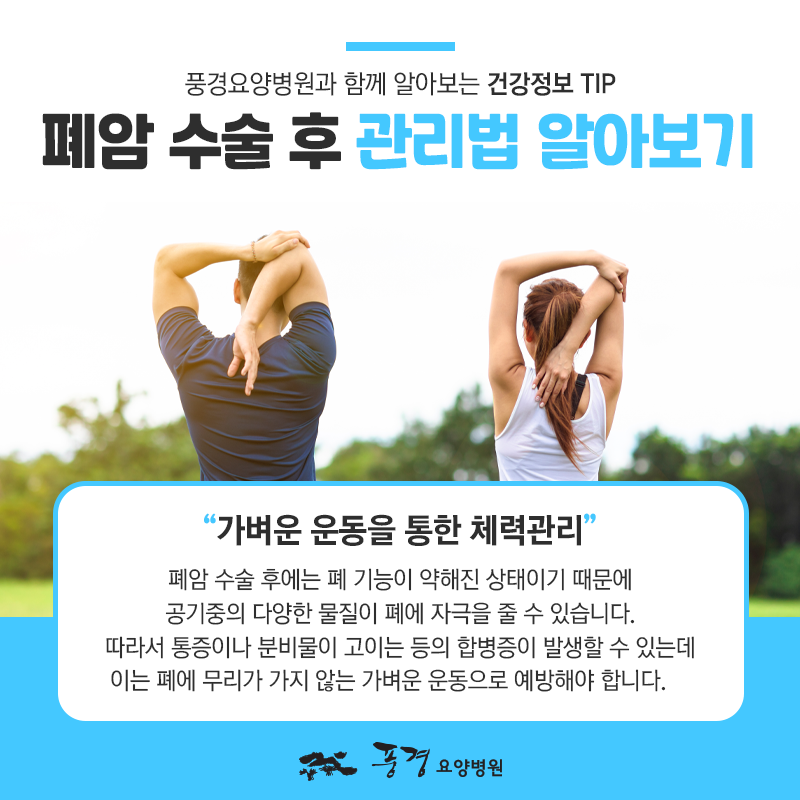 풍경요양병원과 함께 알아보는 건강정보 TIP
폐암 수술 후 관리법 알아보기
“가벼운 운동을 통한 체력관리”
폐암 수술 후에는 폐 기능이 약해진 상태이기 때문에
공기중의 다양한 물질이 폐에 자극을 줄 수 있습니다.
따라서 통증이나 분비물이 고이는 등의 합병증이 발생할 수 있는데
이는 폐에 무리가 가지 않는 가벼운 운동으로 예방해야 합니다.
풍경 요양병원